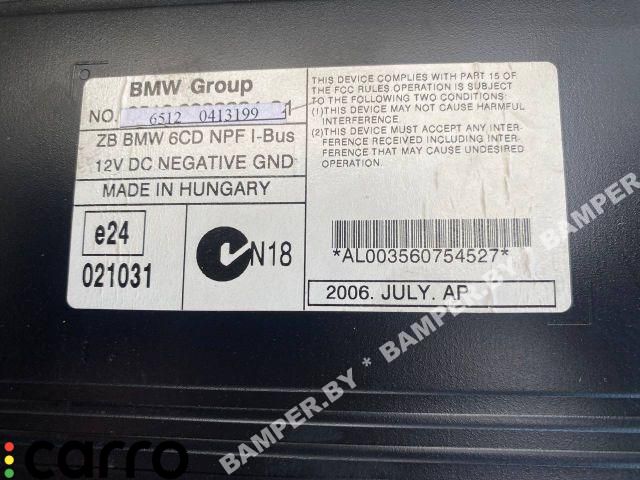 BMW Group
NO. 6512 0413199
ZB BMW 6CD NPF I-Bus
12V DC NEGATIVE GND
MADE IN HUNGARY
e24
021031
N18
THIS DEVICE COMPLIES WITH PART 15 OF
THE FCC RULES OPERATION IS SUBJECT
TO THE FOLLOWING TWO CONDITIONS:
(1)THIS DEVICE MAY NOT CAUSE HARMFUL
INTERFERENCE.
(2)THIS DEVICE MUST ACCEPT ANY INTER-
FERENCE RECEIVED INCLUDING INTER-
FERENCE THAT MAY CAUSE UNDESIRED
OPERATION.
*AL003560754527*
2006. JULY. AP
BAMPER.BY * BAMPER.BY * BAMPER.BY
carro